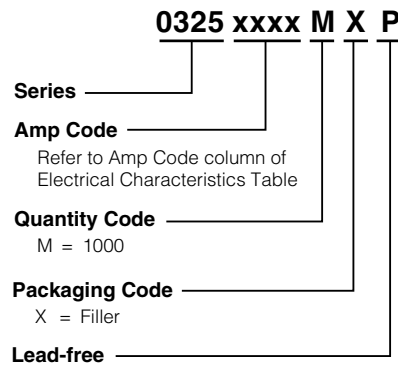 0325 xxxx M X P
Series
Amp Code
Refer to Amp Code column of
Electrical Characteristics Table
Quantity Code
M = 1000
Packaging Code
X = Filler
Lead-free